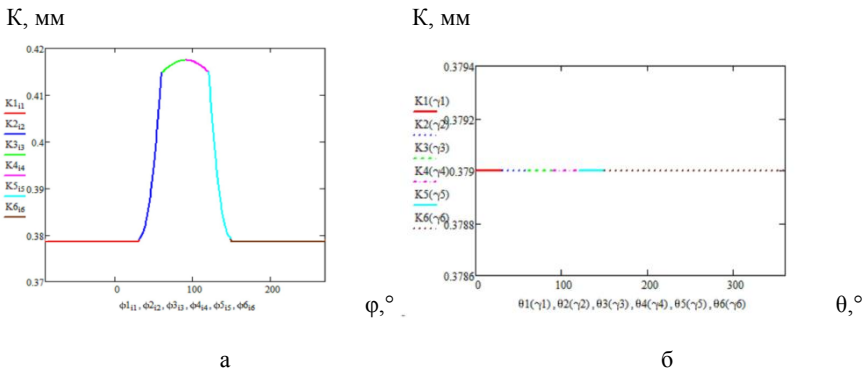 К, мм
К, мм
0.42
0.41
0.4
0.39
0.38
0.37
K1i1
K2i2
K3i3
K4i4
K5i5
K6i6
0
100
200
ϕ1i1 , ϕ2i2 , ϕ3i3 , ϕ4i4 , ϕ5i5 , ϕ6i6
φ,°
0.3794
0.3792
0.379
0.3788
0.3786
K1(γ1)
K2(γ2)
K3(γ3)
K4(γ4)
K5(γ5)
K6(γ6)
0
100
200
300
θ1(γ1) , θ2(γ2) , θ3(γ3) , θ4(γ4) , θ5(γ5) , θ6(γ6)
θ,°
а
б